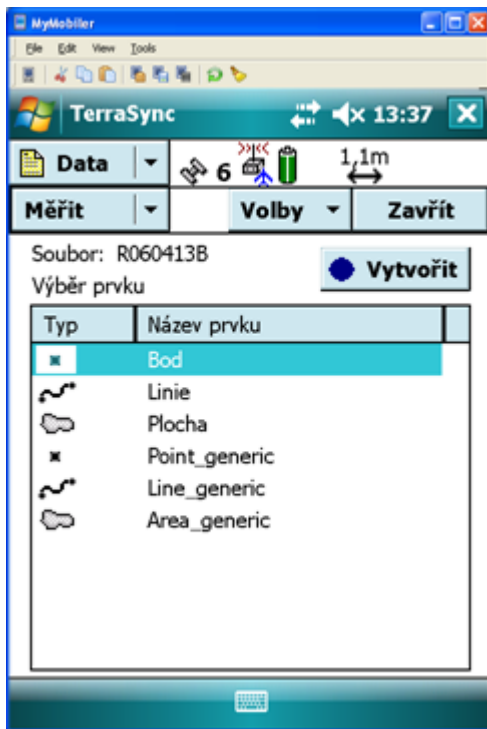 MyMobiler
File Edit View Tools
TerraSync 13:37
Data 6 1,1m
Měřit Volby Zavřít
Soubor: R060413B
Vytvořit
Výběr prvku
Typ Název prvku
Bod
Linie
Plocha
Point_generic
Line_generic
Area_generic